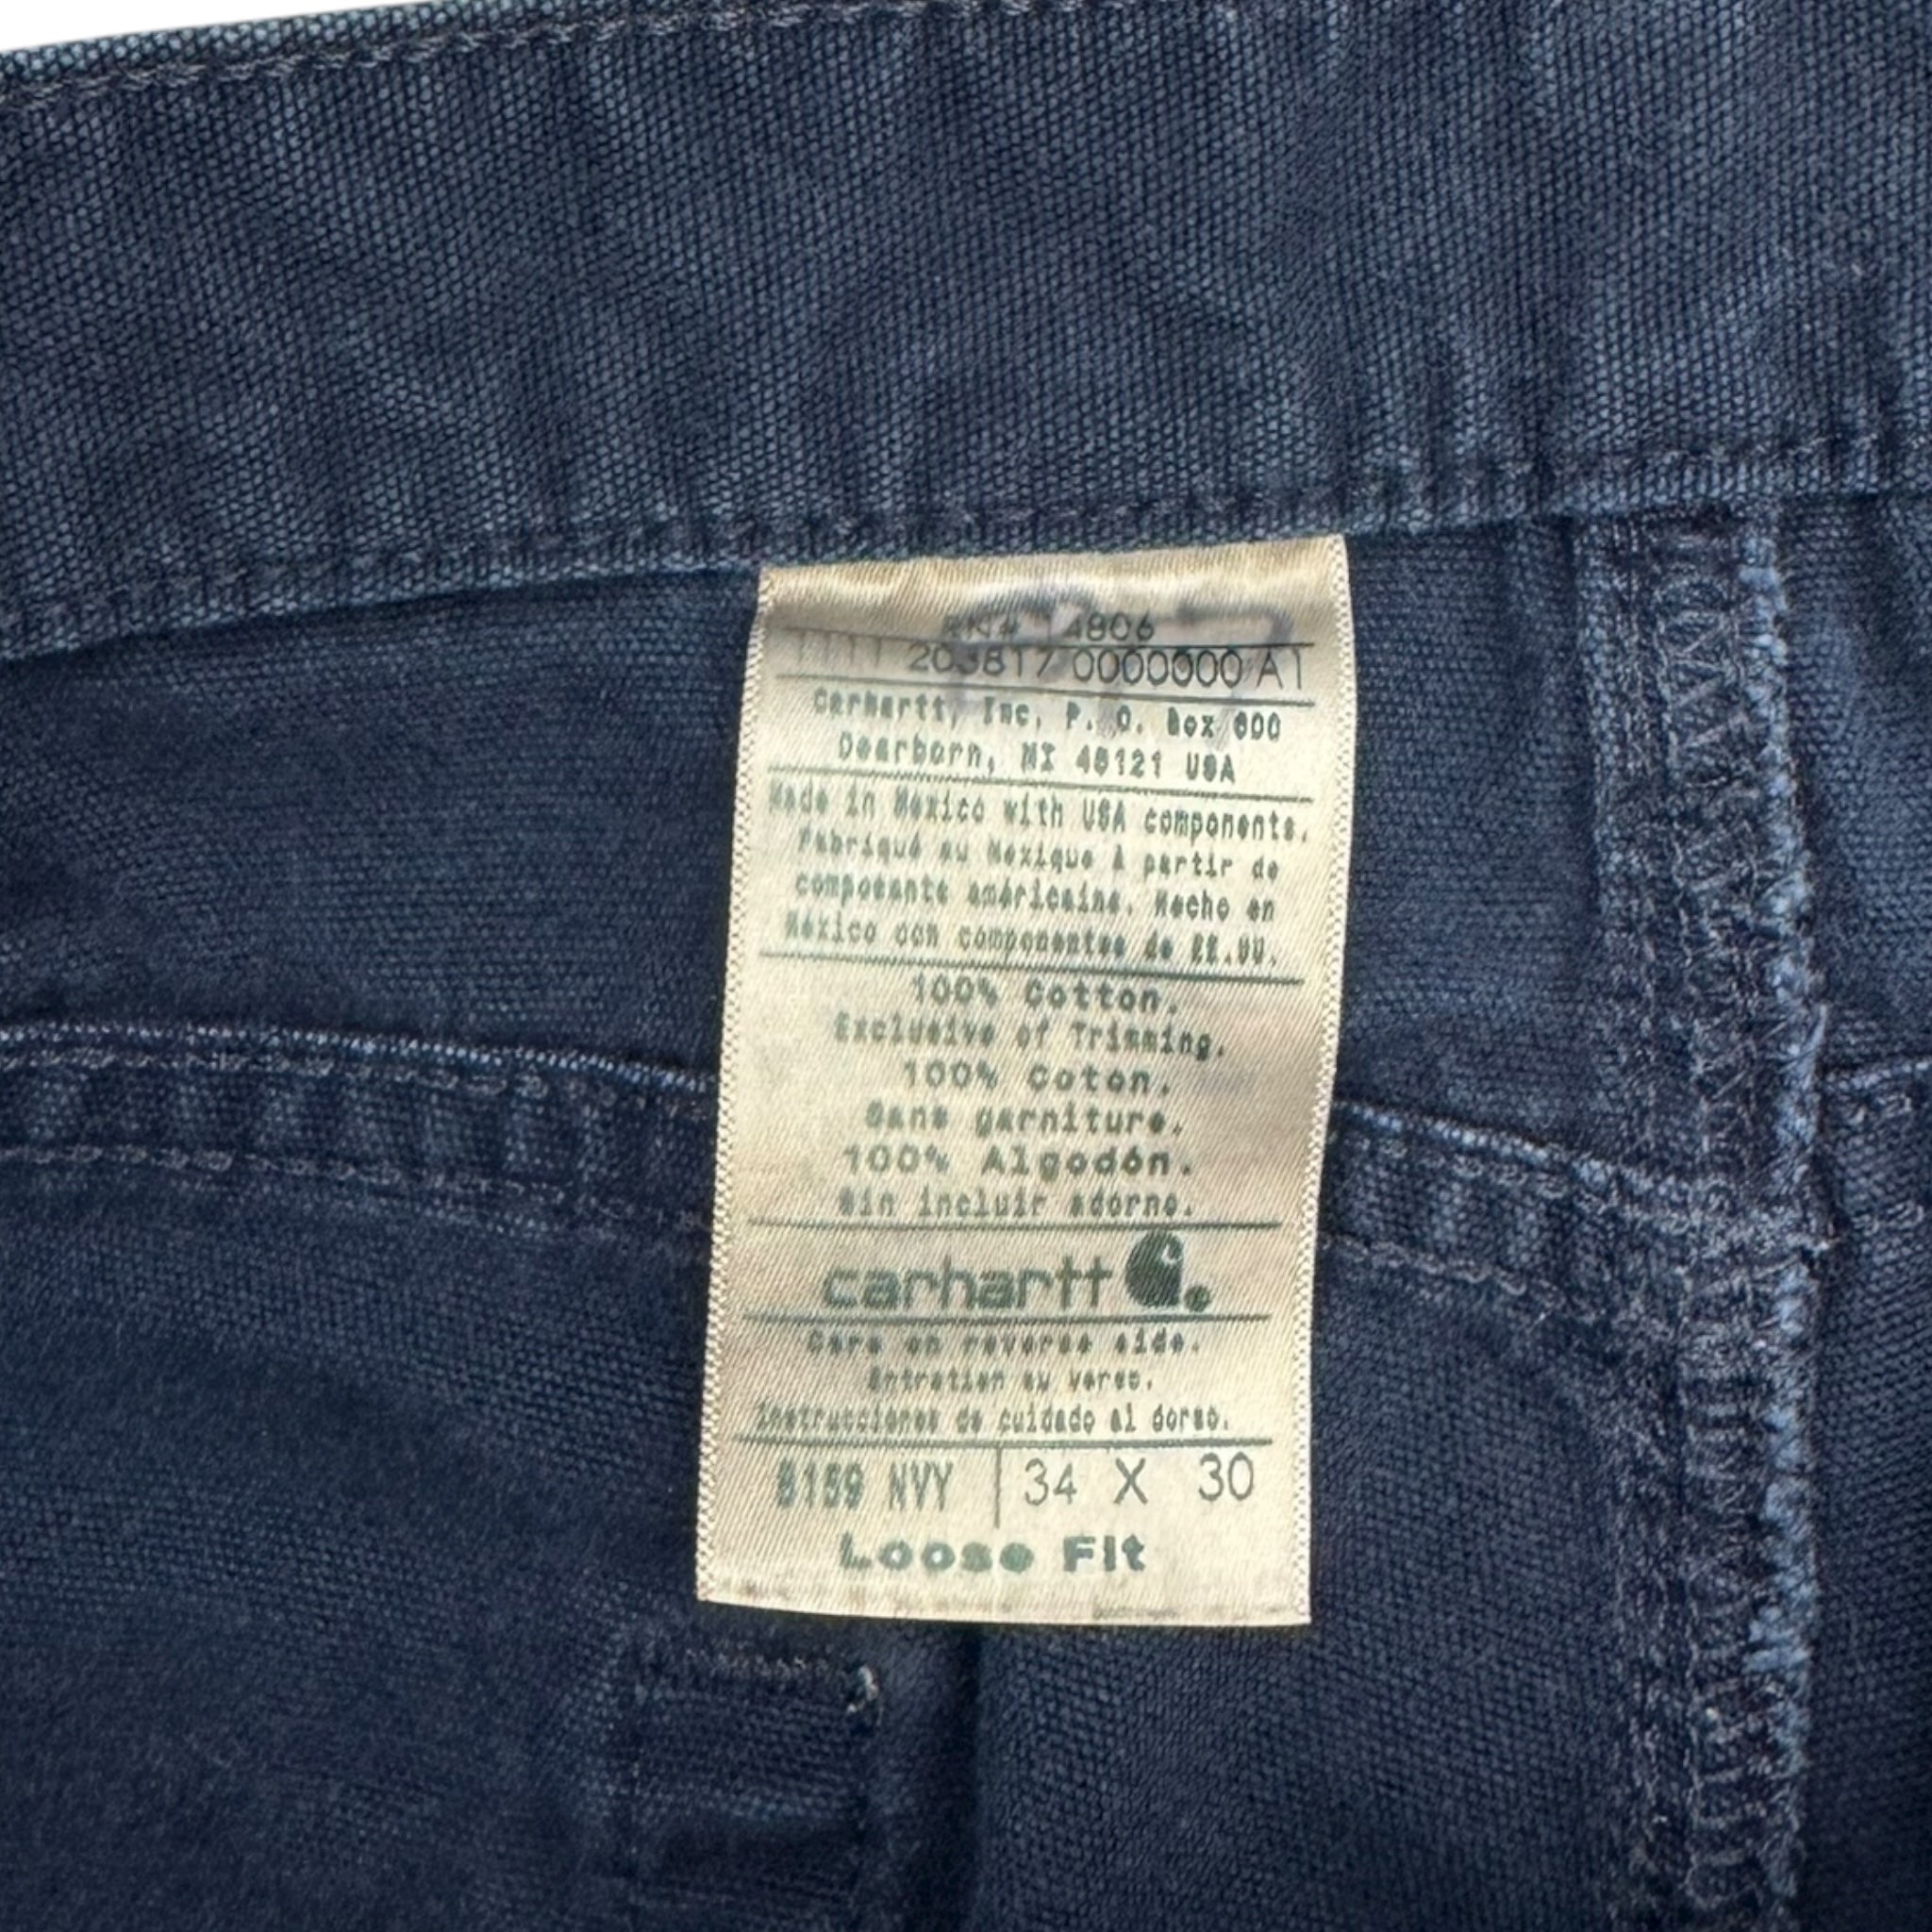 RN# 14806
11111 203817 0000000 A1
Carhartt, Inc. P. O. Box 600
Dearborn, MI 48121 USA
Made in Mexico with USA components.
Fabriqué au Mexique à partir de
composants américains. Hecho en
México con componentes de EE.UU.
100% Cotton.
Exclusive of Trimming.
100% Coton.
Sans garniture.
100% Algodón.
Sin incluir adorno.
carhartt
Care on reverse side.
Entretien au verso.
Instrucciones de cuidado al dorso.
B159 NVY 34 X 30
Loose Fit